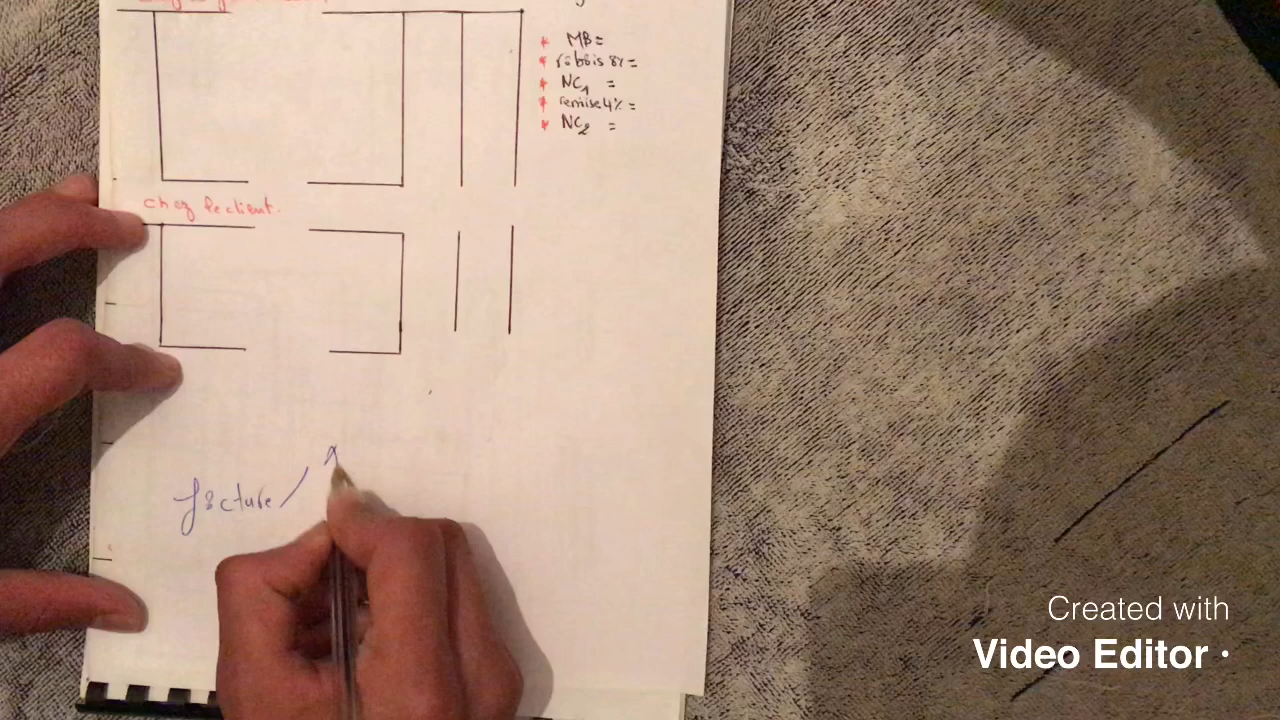 MB =
rabais 8% =
NC1 =
remise 4% =
NC2 =
chez le client.
facture /
Created with
Video Editor